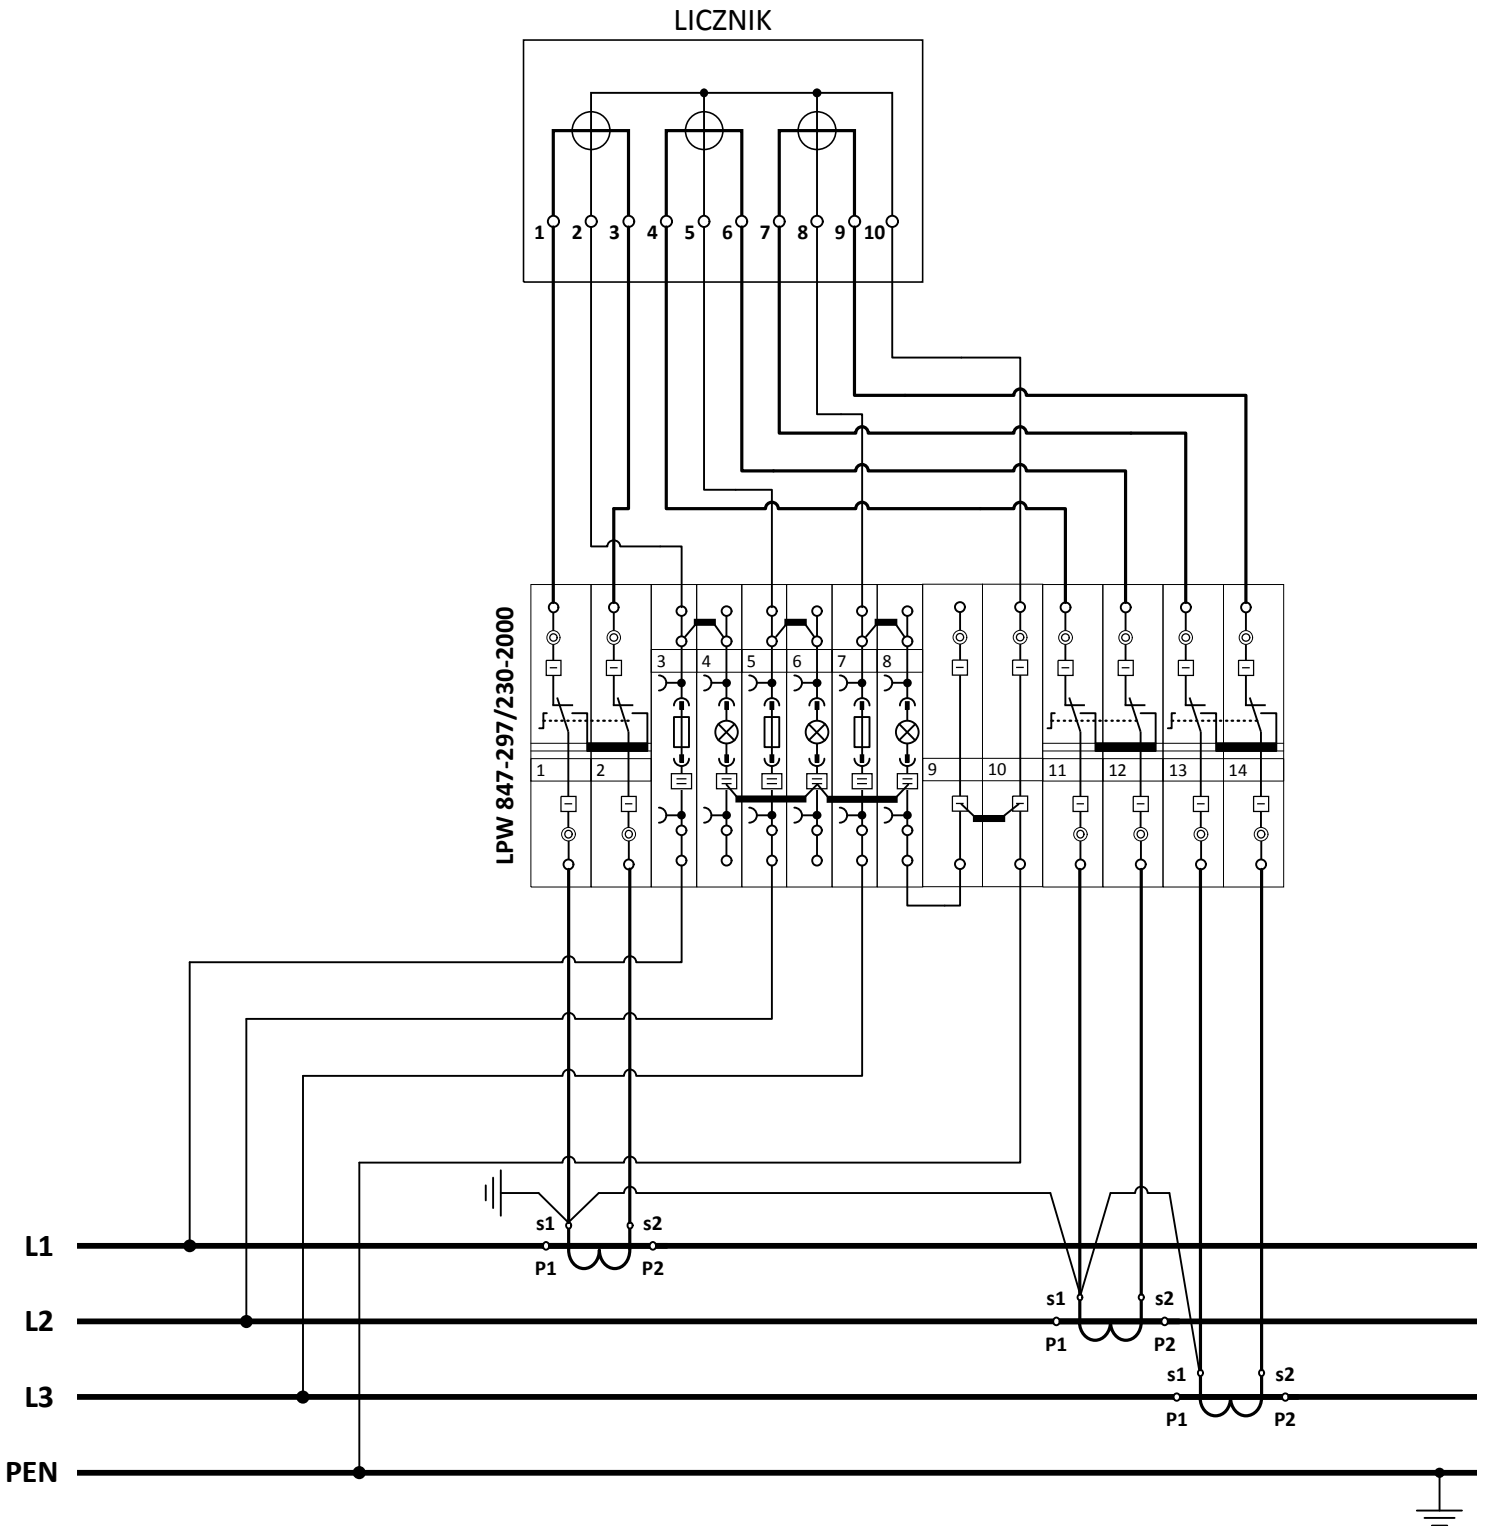 LICZNIK
1 2 3 4 5 6 7 8 9 10
LPW 847-297/230-2000
3 4 5 6 7 8
1 2 9 10 11 12 13 14
s1 s2
L1
P1 P2
s1 s2
L2
P1 P2
s1 s2
L3
P1 P2
PEN